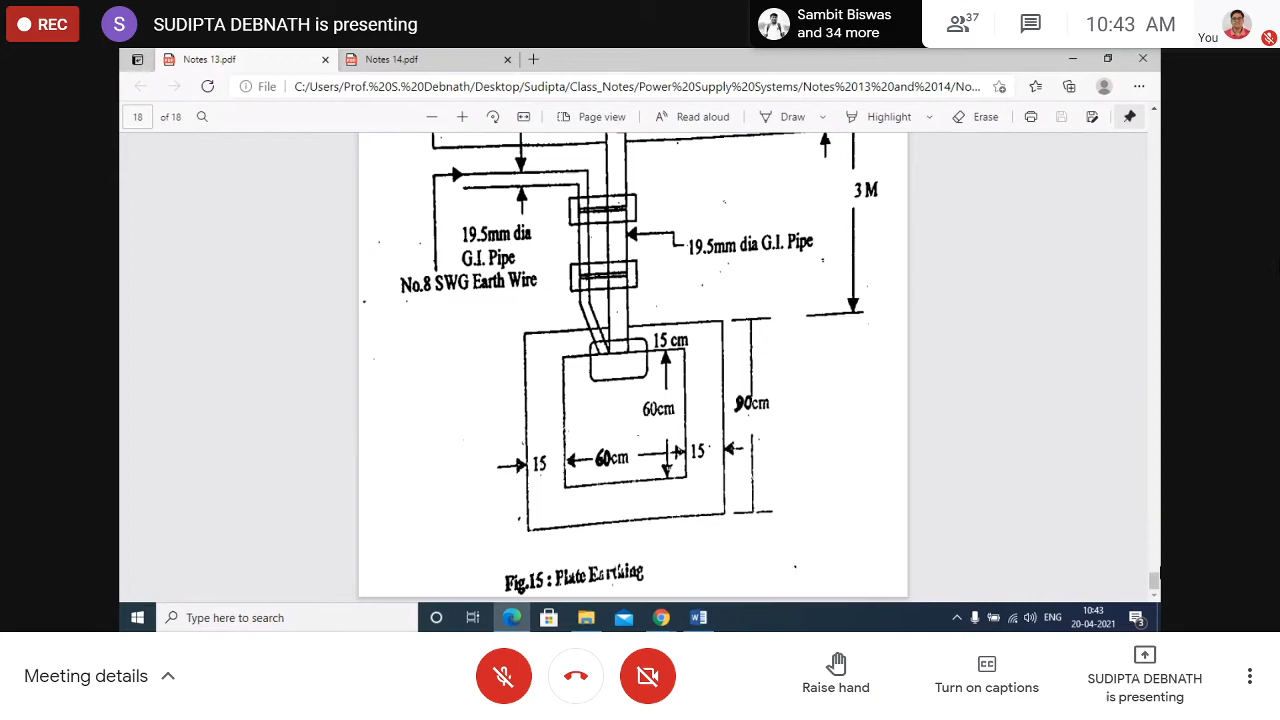 REC
S
SUDIPTA DEBNATH is presenting
Sambit Biswas
and 34 more
37
10:43 AM
You
Notes 13.pdf
Notes 14.pdf
File
C:/Users/Prof.%20S.%20Debnath/Desktop/Sudipta/Class_Notes/Power%20Supply%20Systems/Notes%2013%20and%2014/No...
18
of 18
Page view
Read aloud
Draw
Highlight
Erase
3 M
19.5mm dia
G.I. Pipe
No.8 SWG Earth Wire
19.5mm dia G.I. Pipe
15 cm
60cm
90cm
15
60cm
15
Fig.15 : Plate Earthing
Type here to search
ENG
10:43
20-04-2021
3
Meeting details
Raise hand
Turn on captions
SUDIPTA DEBNATH
is presenting